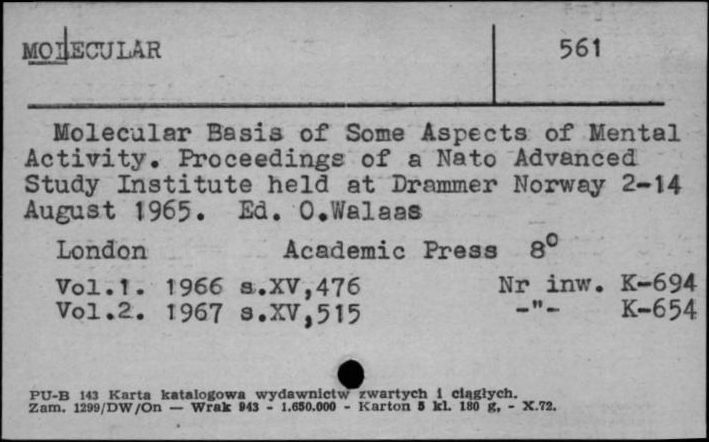 MOLECULAR 561
Molecular Basis of Some Aspects of Mental
Activity. Proceedings of a Nato Advanced
Study Institute held at Drammer Norway 2-14
August 1965. Ed. O.Walaas
London Academic Press 8°
Vol.1. 1966 s.XV,476 Nr inw. K-694
Vol.2. 1967 s.XV,515 -"- K-654
PU-B 143 Karta katalogowa wydawnictw zwartych i ciągłych.
Zam. 1299/DW/On — Wrak 943 - 1.650.000 - Karton 5 kl. 180 g, - X.72.